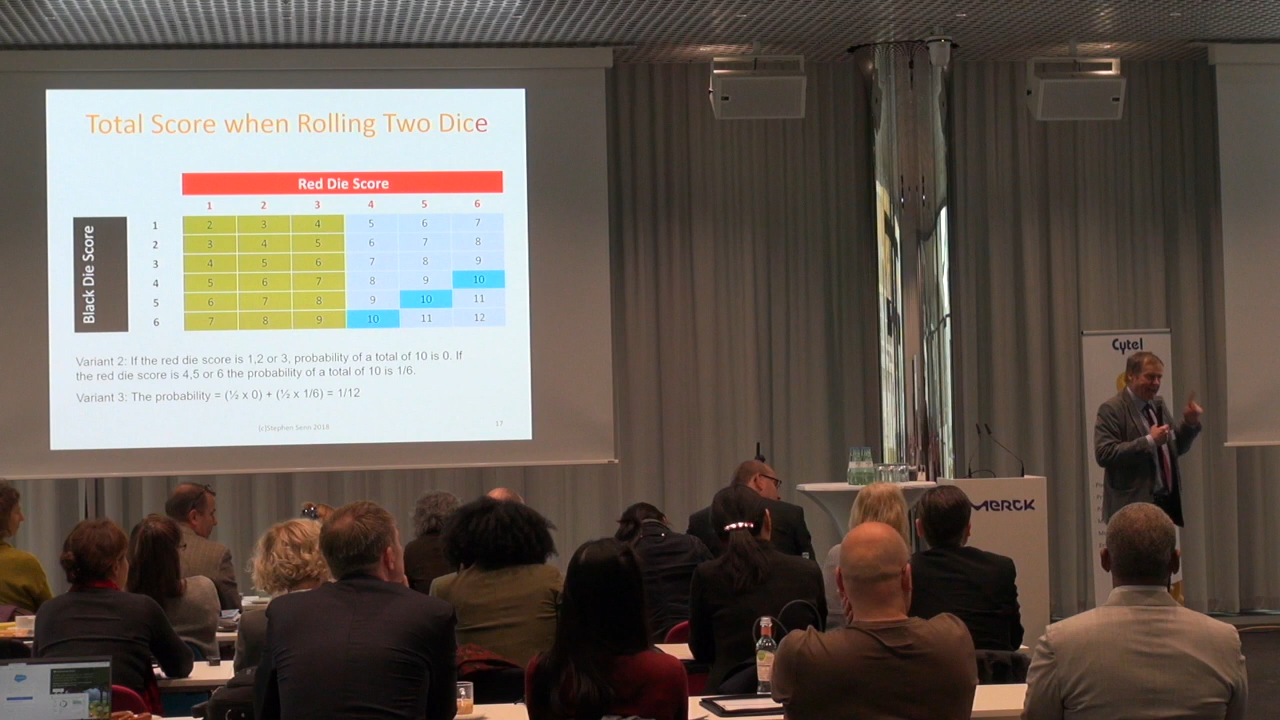 Total Score when Rolling Two Dice
Red Die Score
1 2 3 4 5 6
Black Die Score
1 2 3 4 5 6 7
2 3 4 5 6 7 8
3 4 5 6 7 8 9
4 5 6 7 8 9 10
5 6 7 8 9 10 11
6 7 8 9 10 11 12
Variant 2: If the red die score is 1,2 or 3, probability of a total of 10 is 0. If
the red die score is 4,5 or 6 the probability of a total of 10 is 1/6.
Variant 3: The probability = (½ x 0) + (½ x 1/6) = 1/12
(c)Stephen Senn 2018
17
Cytel
MERCK